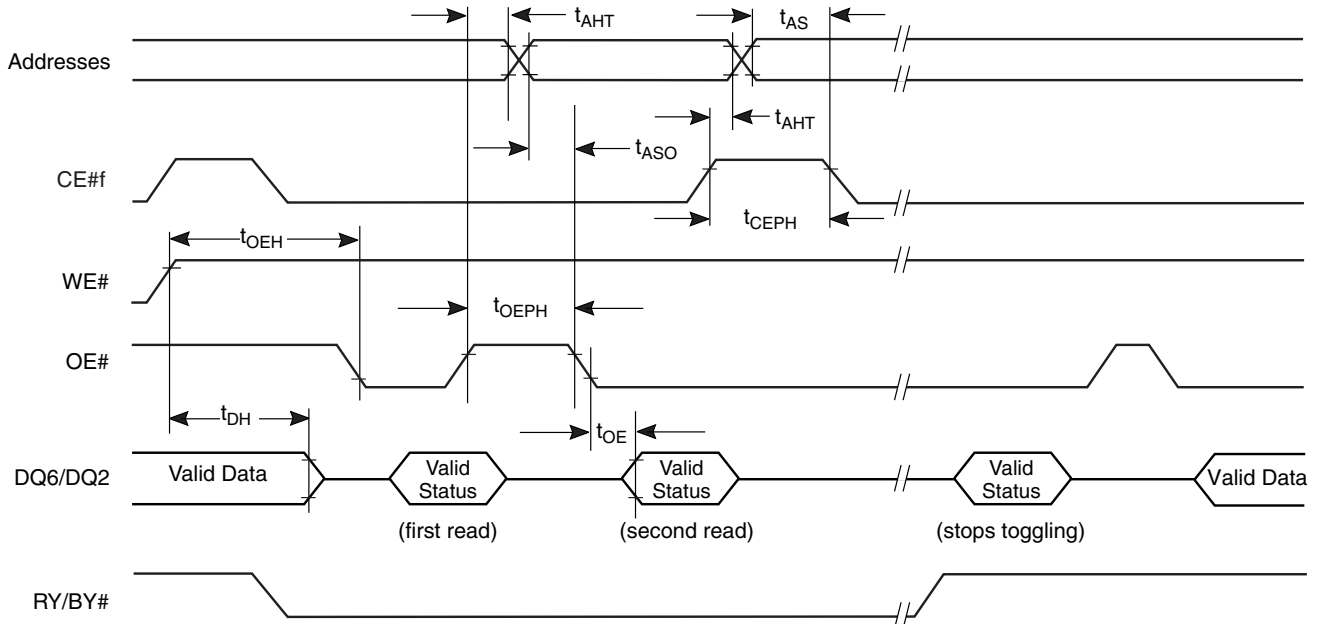 tAHT
tAS
Addresses
tAHT
tASO
CE#f
tCEPH
tOEH
WE#
tOEPH
OE#
tDH
tOE
DQ6/DQ2
Valid Data
Valid
Status
Valid
Status
Valid
Status
Valid Data
(first read)
(second read)
(stops toggling)
RY/BY#